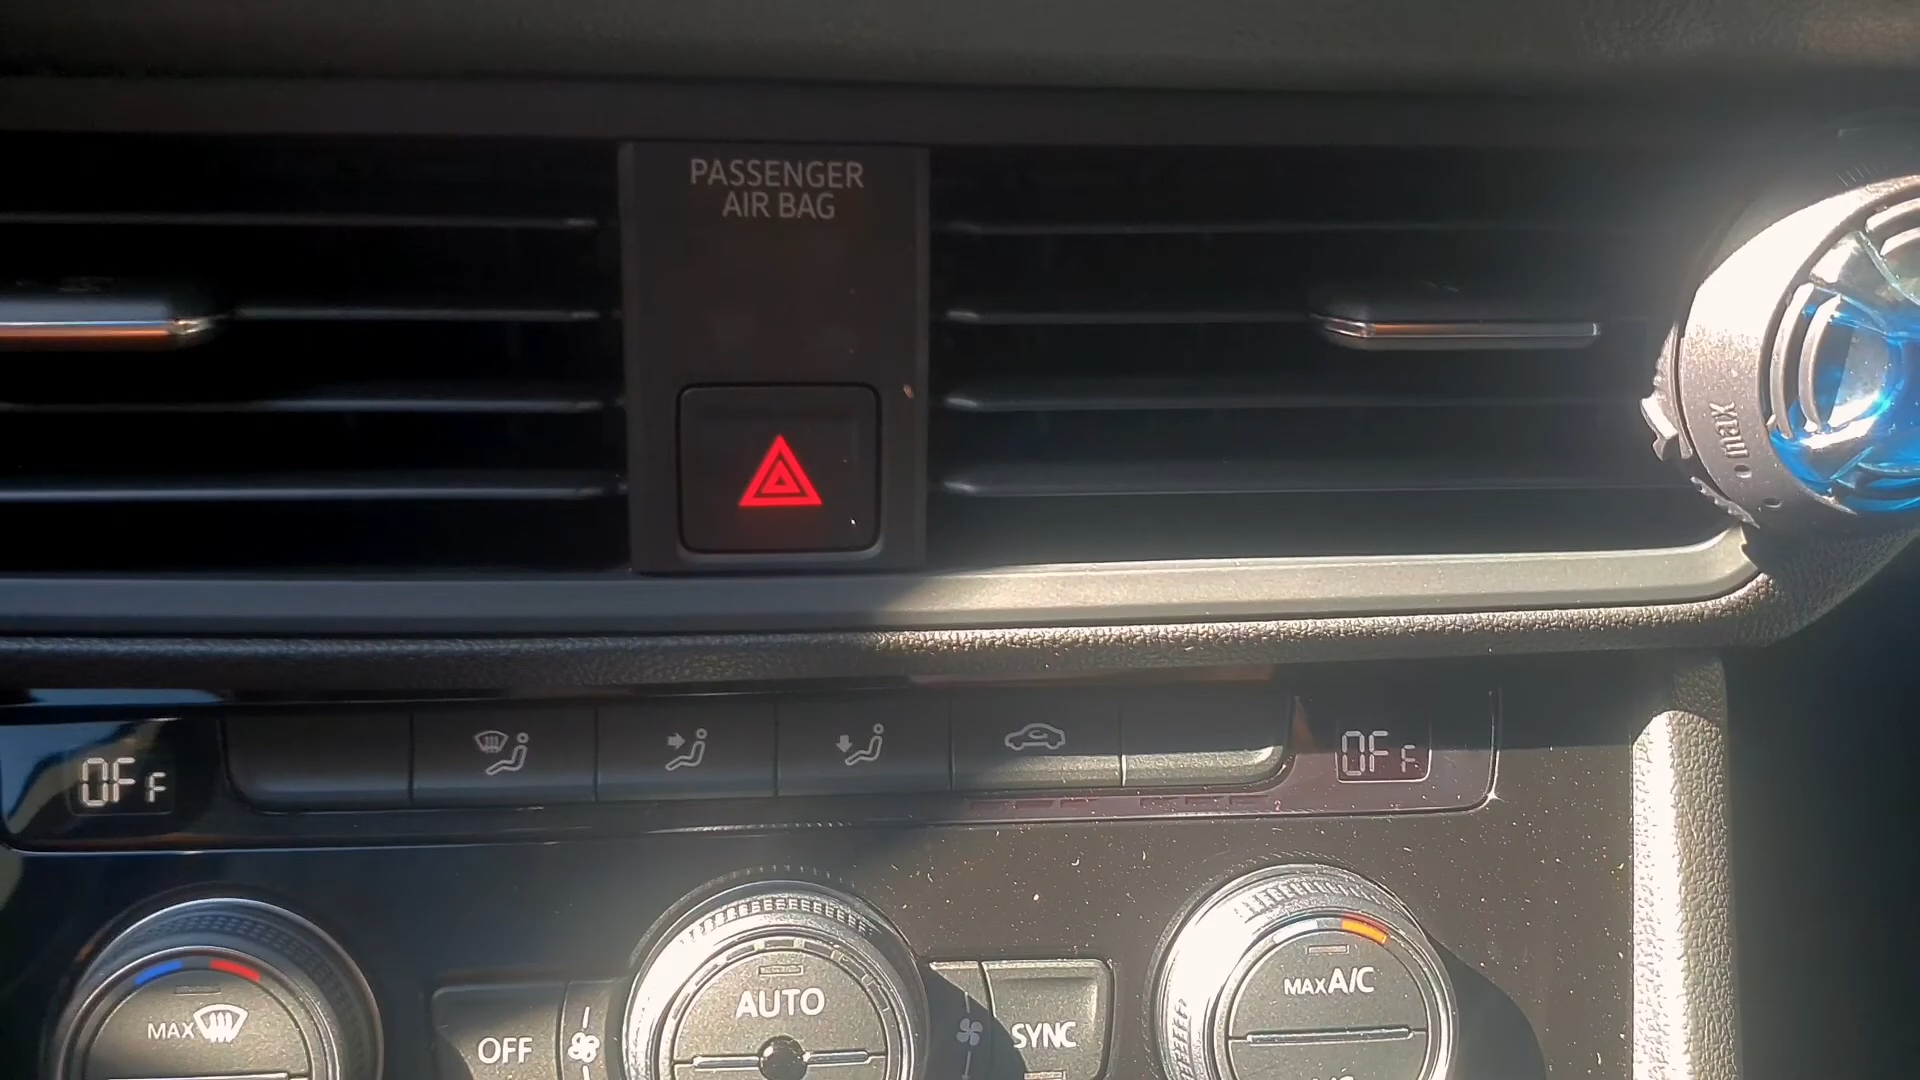 PASSENGER
AIR BAG
max
OFF
OFF
MAX
OFF
AUTO
SYNC
MAX A/C